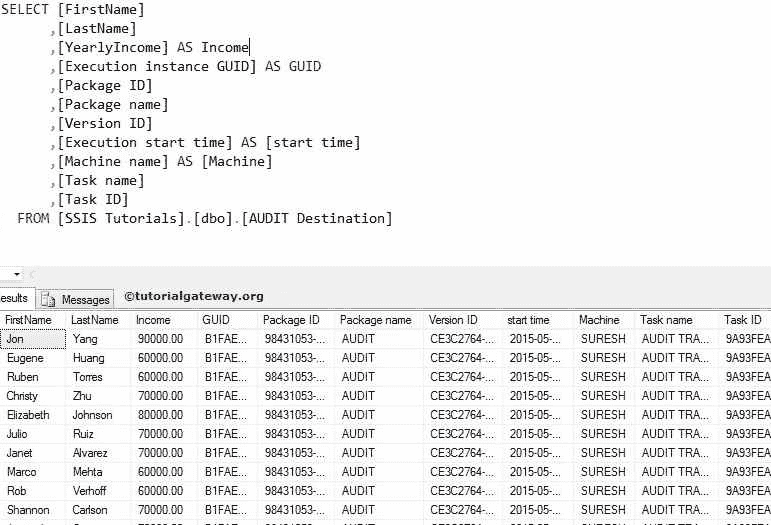 SELECT [FirstName]
,[LastName]
,[YearlyIncome] AS Income
,[Execution instance GUID] AS GUID
,[Package ID]
,[Package name]
,[Version ID]
,[Execution start time] AS [start time]
,[Machine name] AS [Machine]
,[Task name]
,[Task ID]
FROM [SSIS Tutorials].[dbo].[AUDIT Destination]
esults Messages ©tutorialgateway.org
FirstName LastName Income GUID Package ID Package name Version ID start time Machine Task name Task ID
Jon Yang 90000.00 B1FAE... 98431053-... AUDIT CE3C2764-... 2015-05-... SURESH AUDIT TRA... 9A93FEA
Eugene Huang 60000.00 B1FAE... 98431053-... AUDIT CE3C2764-... 2015-05-... SURESH AUDIT TRA... 9A93FEA
Ruben Torres 60000.00 B1FAE... 98431053-... AUDIT CE3C2764-... 2015-05-... SURESH AUDIT TRA... 9A93FEA
Christy Zhu 70000.00 B1FAE... 98431053-... AUDIT CE3C2764-... 2015-05-... SURESH AUDIT TRA... 9A93FEA
Elizabeth Johnson 80000.00 B1FAE... 98431053-... AUDIT CE3C2764-... 2015-05-... SURESH AUDIT TRA... 9A93FEA
Julio Ruiz 70000.00 B1FAE... 98431053-... AUDIT CE3C2764-... 2015-05-... SURESH AUDIT TRA... 9A93FEA
Janet Alvarez 70000.00 B1FAE... 98431053-... AUDIT CE3C2764-... 2015-05-... SURESH AUDIT TRA... 9A93FEA
Marco Mehta 60000.00 B1FAE... 98431053-... AUDIT CE3C2764-... 2015-05-... SURESH AUDIT TRA... 9A93FEA
Rob Verhoff 60000.00 B1FAE... 98431053-... AUDIT CE3C2764-... 2015-05-... SURESH AUDIT TRA... 9A93FEA
Shannon Carlson 70000.00 B1FAE... 98431053-... AUDIT CE3C2764-... 2015-05-... SURESH AUDIT TRA... 9A93FEA